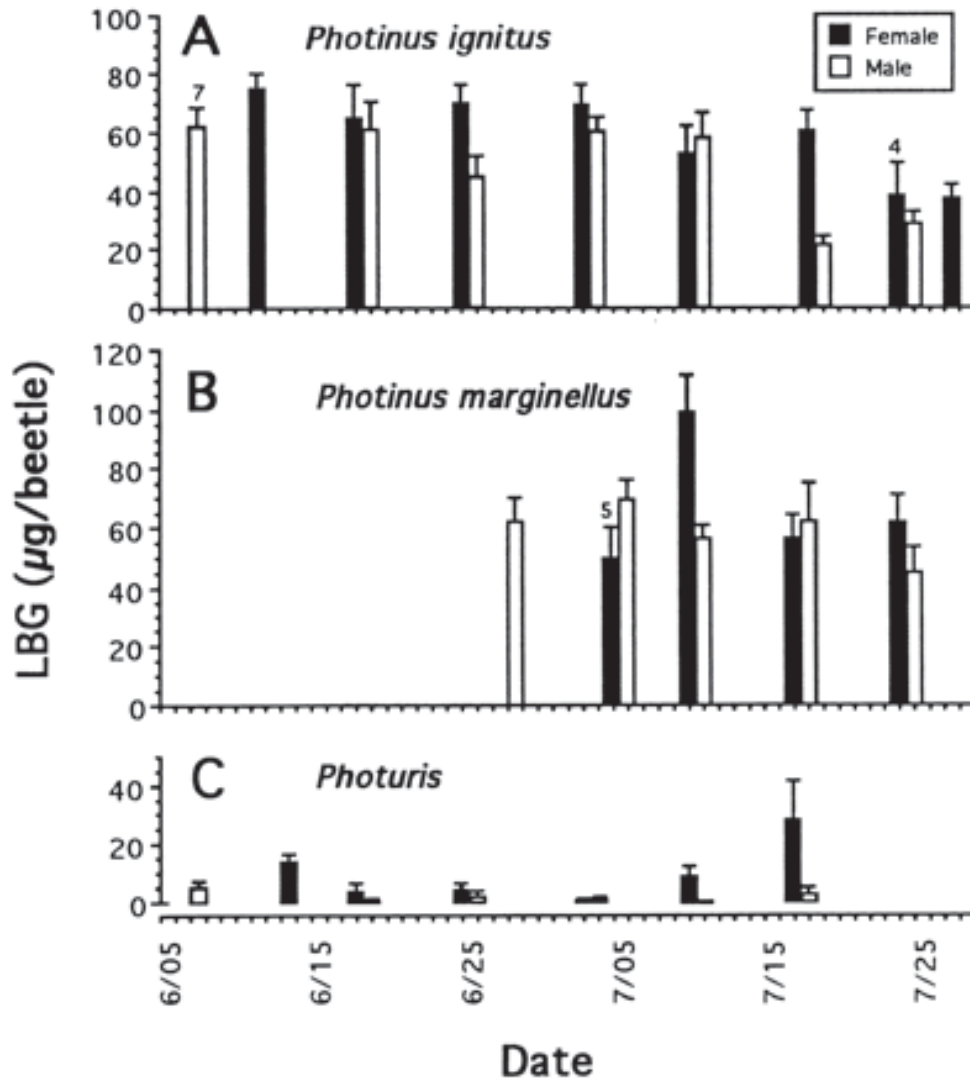 100
80
60
40
20
0
A
Photinus ignitus
Female
Male
7
4
LBG (µg/beetle)
120
100
80
60
40
20
0
B
Photinus marginellus
5
40
20
0
C
Photuris
6/05
6/15
6/25
7/05
7/15
7/25
Date